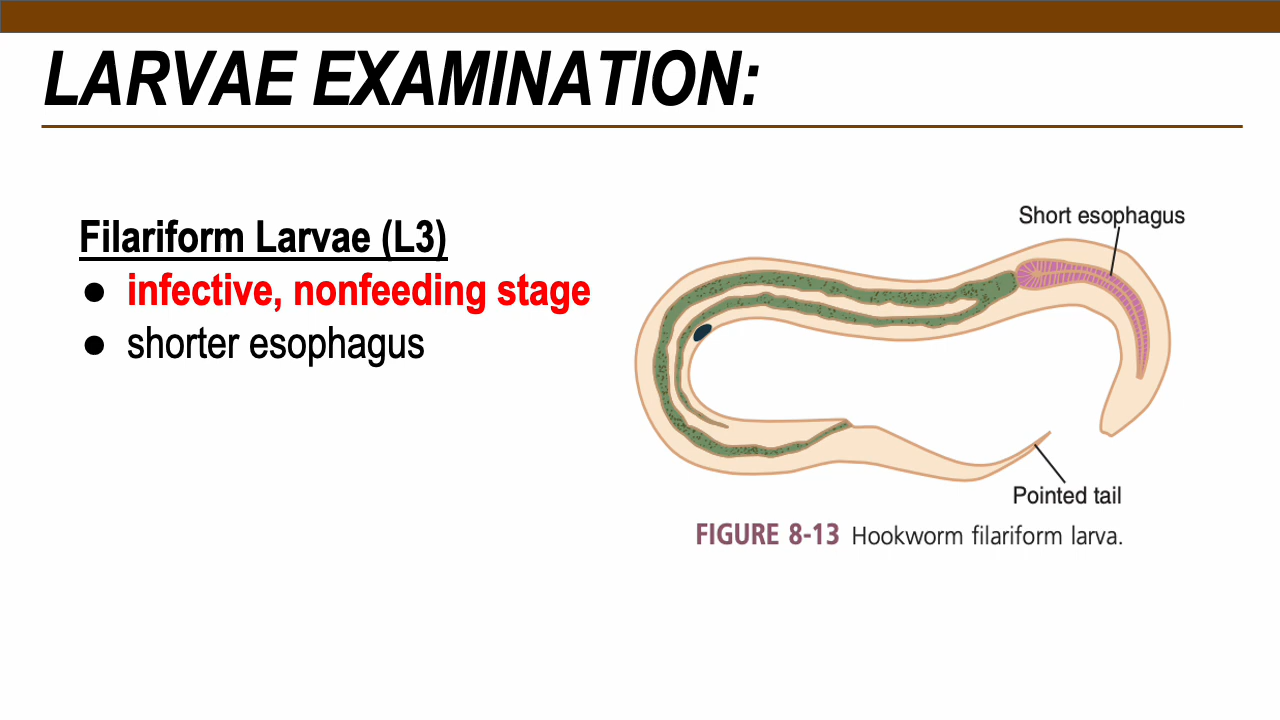 LARVAE EXAMINATION:
Filariform Larvae (L3)
● infective, nonfeeding stage
● shorter esophagus
Short esophagus
Pointed tail
FIGURE 8-13 Hookworm filariform larva.